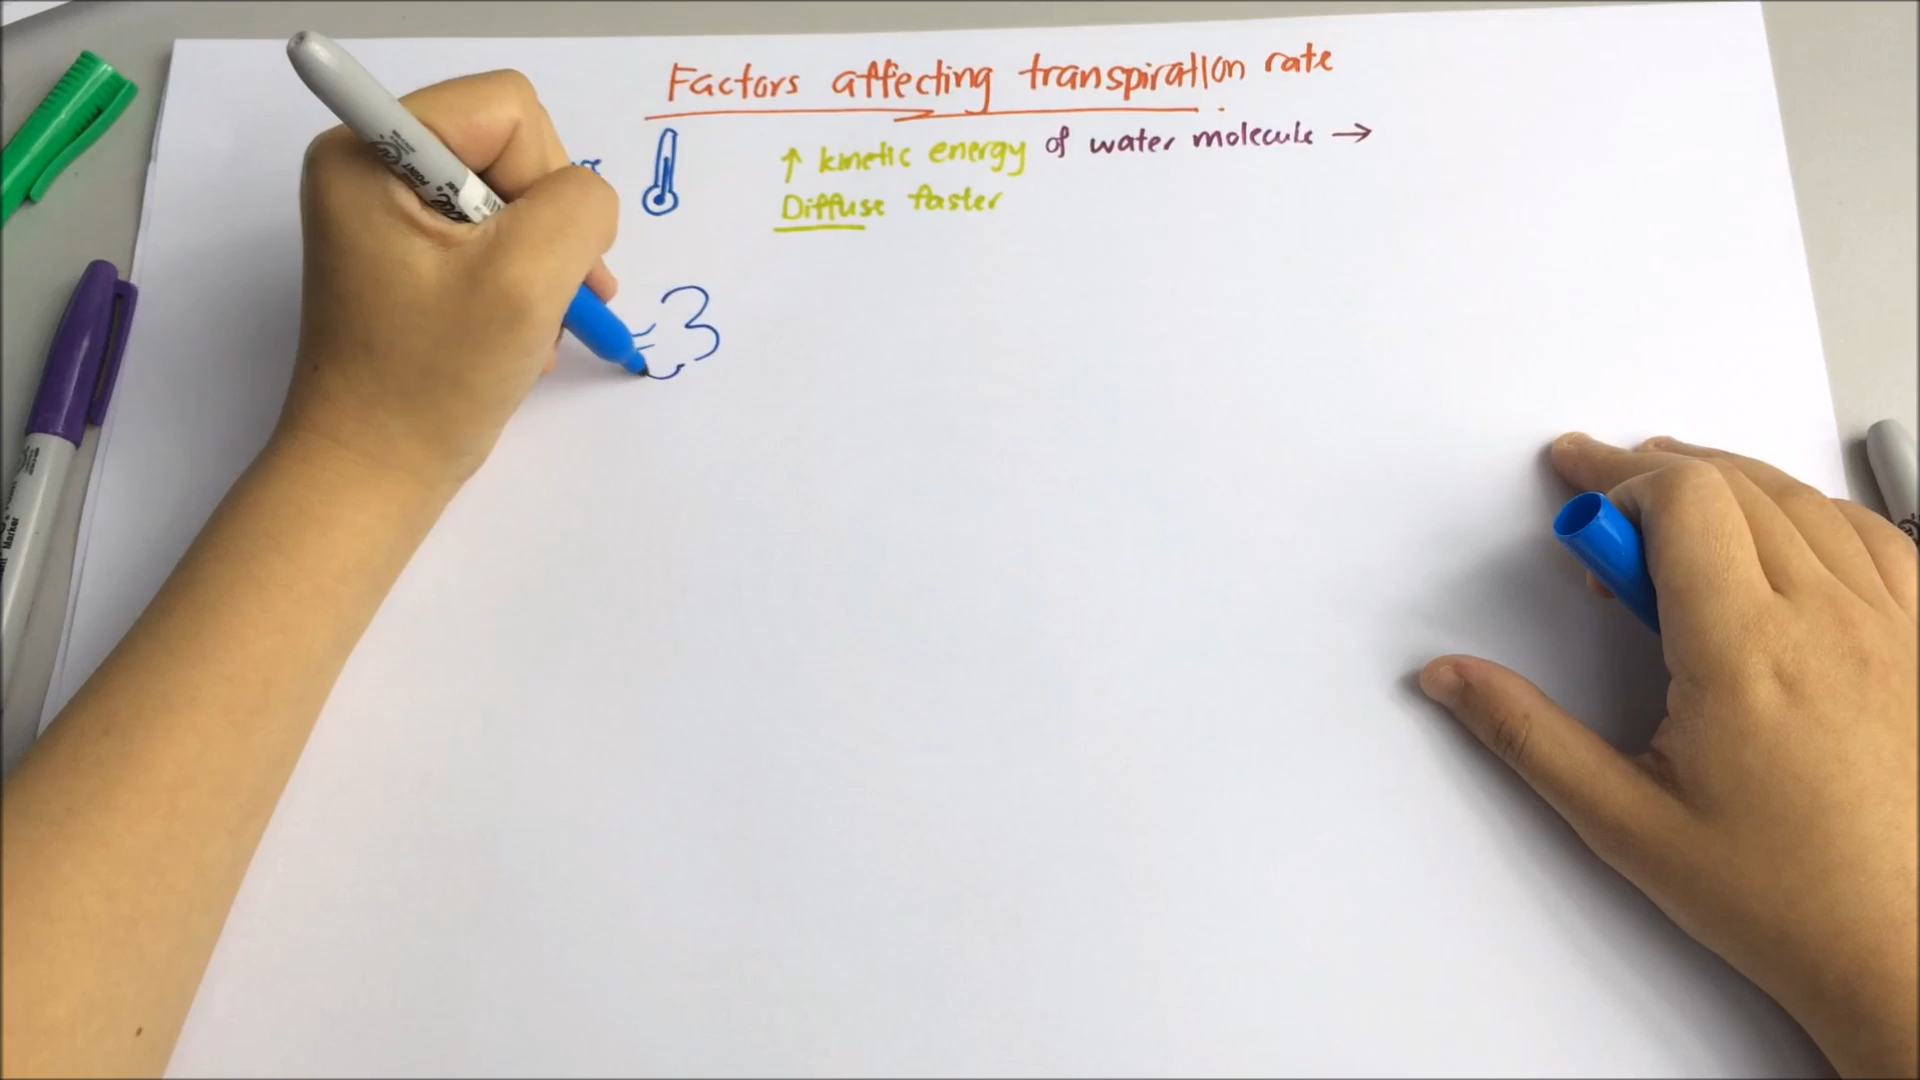 Factors affecting transpiration rate
↑ kinetic energy of water molecule →
Diffuse faster